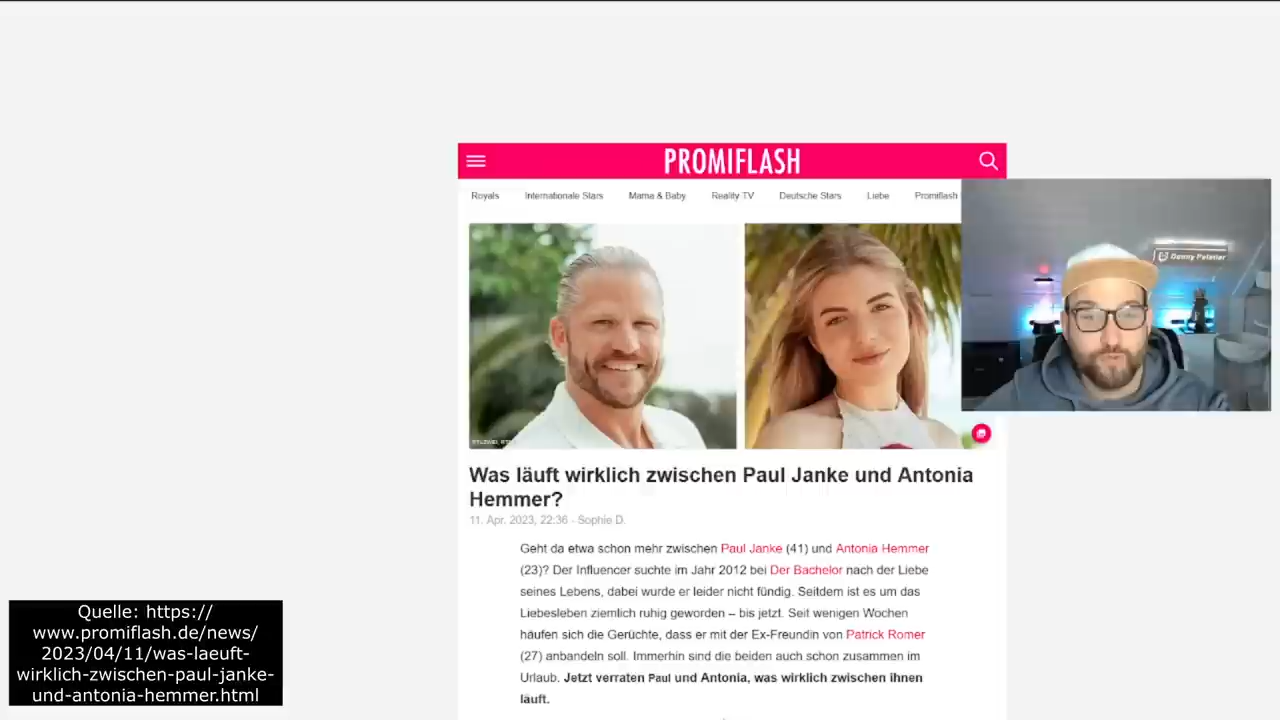 PROMIFLASH
Royals Internationale Stars Mama & Baby Reality TV Deutsche Stars Liebe Promiflash
Danny Pelatier
Was läuft wirklich zwischen Paul Janke und Antonia
Hemmer?
11. Apr. 2023, 22:36 - Sophie D.
Geht da etwa schon mehr zwischen Paul Janke (41) und Antonia Hemmer
(23)? Der Influencer suchte im Jahr 2012 bei Der Bachelor nach der Liebe
seines Lebens, dabei wurde er leider nicht fündig. Seitdem ist es um das
Liebesleben ziemlich ruhig geworden – bis jetzt. Seit wenigen Wochen
häufen sich die Gerüchte, dass er mit der Ex-Freundin von Patrick Romer
(27) anbandeln soll. Immerhin sind die beiden auch schon zusammen im
Urlaub. Jetzt verraten Paul und Antonia, was wirklich zwischen ihnen
läuft.
Quelle: https://
www.promiflash.de/news/
2023/04/11/was-laeuft-
wirklich-zwischen-paul-janke-
und-antonia-hemmer.html